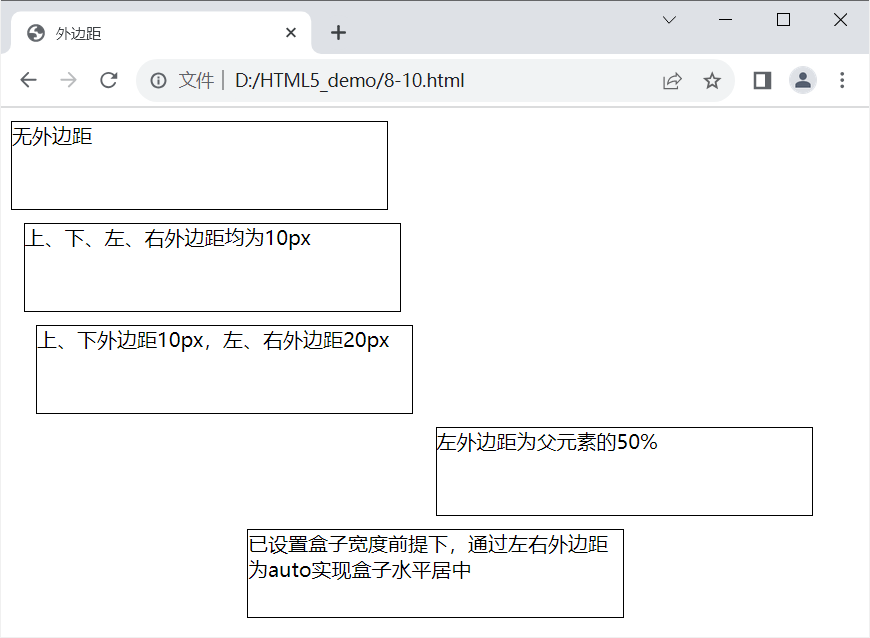 外边距
文件 | D:/HTML5_demo/8-10.html
无外边距
上、下、左、右外边距均为10px
上、下外边距10px，左、右外边距20px
左外边距为父元素的50%
已设置盒子宽度前提下，通过左右外边距
为auto实现盒子水平居中